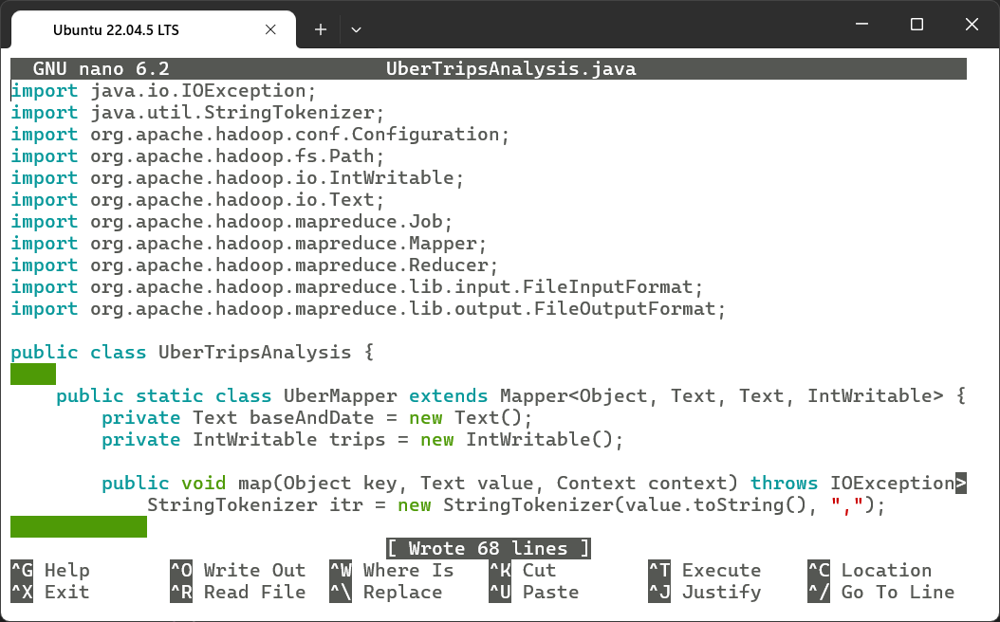 Ubuntu 22.04.5 LTS
GNU nano 6.2 UberTripsAnalysis.java
import java.io.IOException;
import java.util.StringTokenizer;
import org.apache.hadoop.conf.Configuration;
import org.apache.hadoop.fs.Path;
import org.apache.hadoop.io.IntWritable;
import org.apache.hadoop.io.Text;
import org.apache.hadoop.mapreduce.Job;
import org.apache.hadoop.mapreduce.Mapper;
import org.apache.hadoop.mapreduce.Reducer;
import org.apache.hadoop.mapreduce.lib.input.FileInputFormat;
import org.apache.hadoop.mapreduce.lib.output.FileOutputFormat;
public class UberTripsAnalysis {
    public static class UberMapper extends Mapper<Object, Text, Text, IntWritable> {
        private Text baseAndDate = new Text();
        private IntWritable trips = new IntWritable();
        public void map(Object key, Text value, Context context) throws IOException>
            StringTokenizer itr = new StringTokenizer(value.toString(), ",");
[ Wrote 68 lines ]
^G Help ^O Write Out ^W Where Is ^K Cut ^T Execute ^C Location
^X Exit ^R Read File ^\ Replace ^U Paste ^J Justify ^/ Go To Line